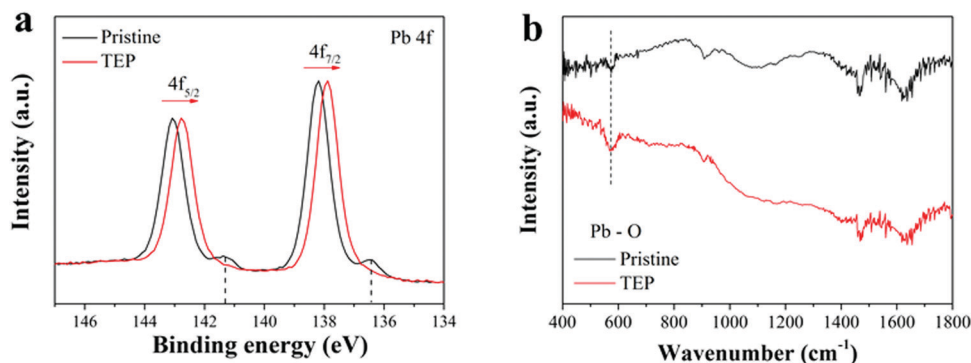 a
Pristine
TEP
Pb 4f
4f7/2
4f5/2
Intensity (a.u.)
146 144 142 140 138 136 134
Binding energy (eV)
b
Intensity (a.u.)
Pb - O
Pristine
TEP
400 600 800 1000 1200 1400 1600 1800
Wavenumber (cm-1)